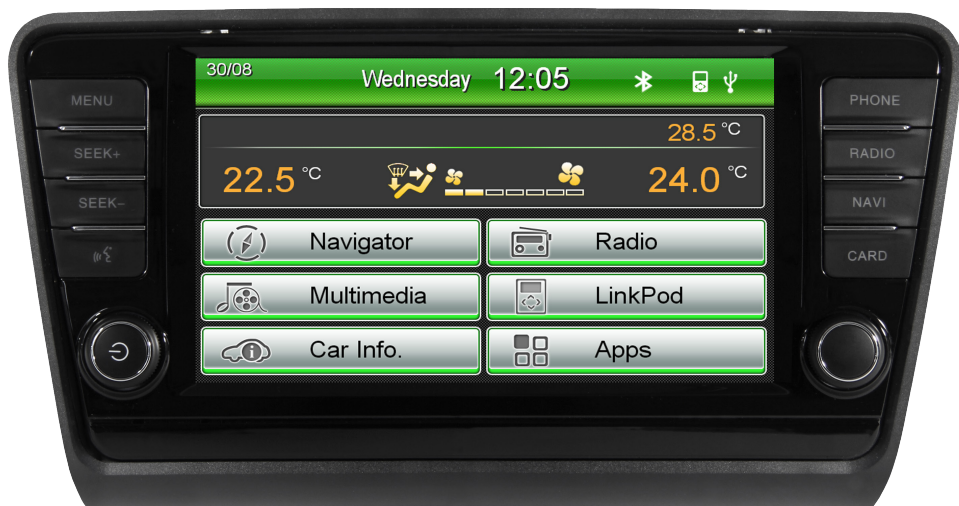 30/08 Wednesday 12:05
MENU
PHONE
28.5 °C
SEEK+
RADIO
22.5 °C 24.0 °C
SEEK–
NAVI
Navigator Radio
CARD
Multimedia LinkPod
Car Info. Apps